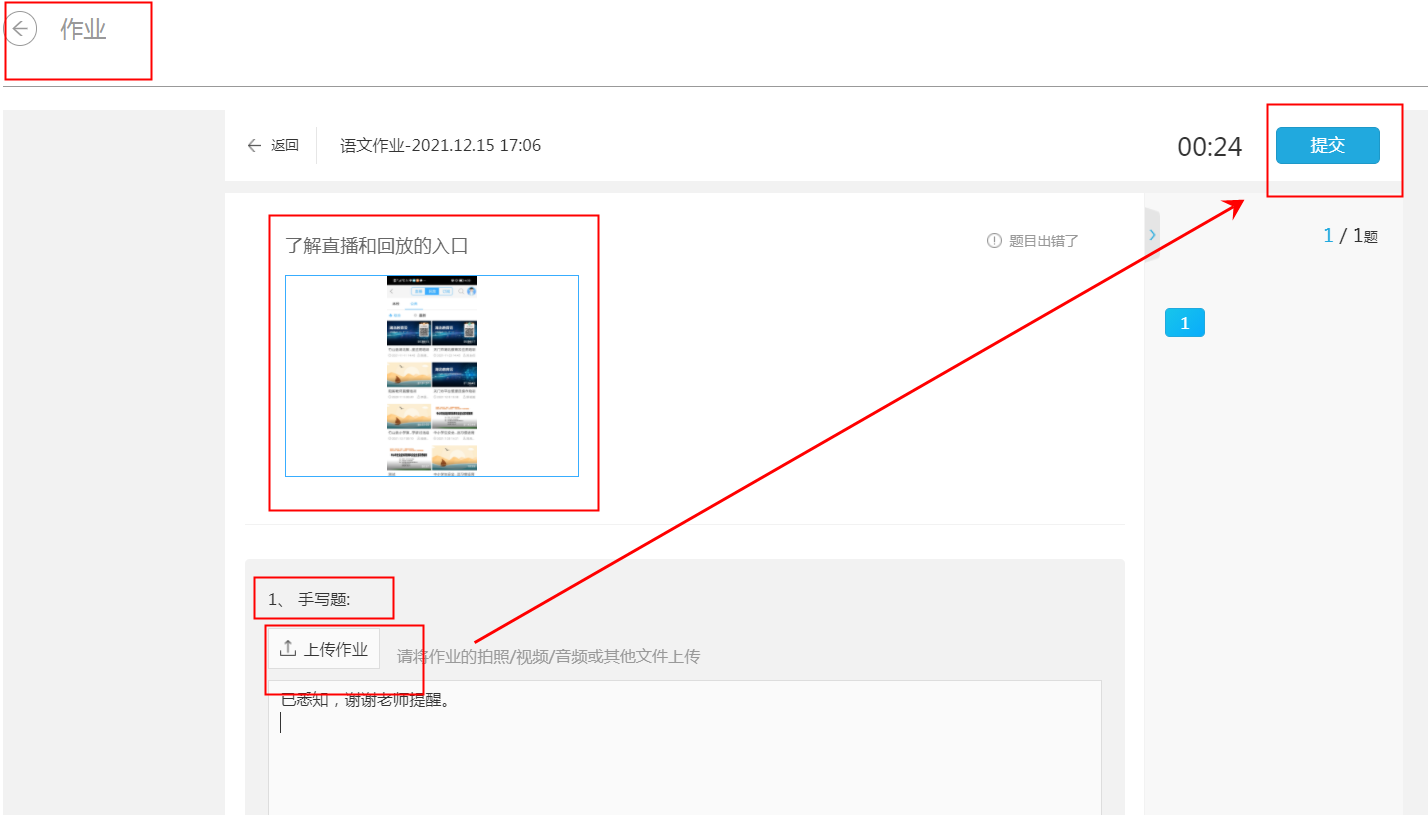 作业
返回
语文作业-2021.12.15 17:06
00:24
提交
了解直播和回放的入口
题目出错了
1 / 1题
1
1、 手写题:
上传作业
请将作业的拍照/视频/音频或其他文件上传
已悉知，谢谢老师提醒。